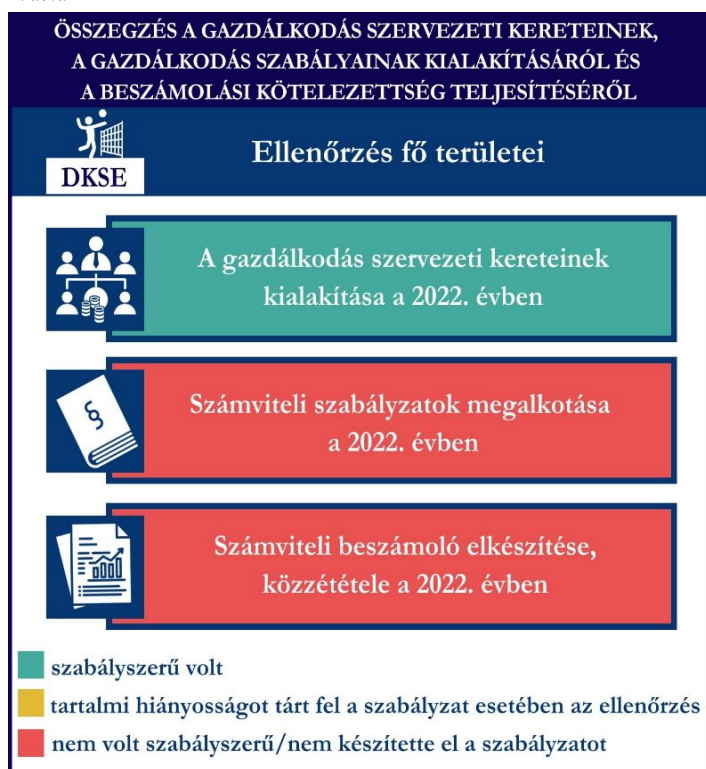 ÖSSZEGZÉS A GAZDÁLKODÁS SZERVEZETI KERETEINEK,
A GAZDÁLKODÁS SZABÁLYAINAK KIALAKÍTÁSÁRÓL ÉS
A BESZÁMOLÁSI KÖTELEZETTSÉG TELJESÍTÉSÉRŐL
DKSE
Ellenőrzés fő területei
A gazdálkodás szervezeti kereteinek
kialakítása a 2022. évben
§
Számviteli szabályzatok megalkotása
a 2022. évben
Számviteli beszámoló elkészítése,
közzététele a 2022. évben
szabályszerű volt
tartalmi hiányosságot tárt fel a szabályzat esetében az ellenőrzés
nem volt szabályszerű/nem készítette el a szabályzatot